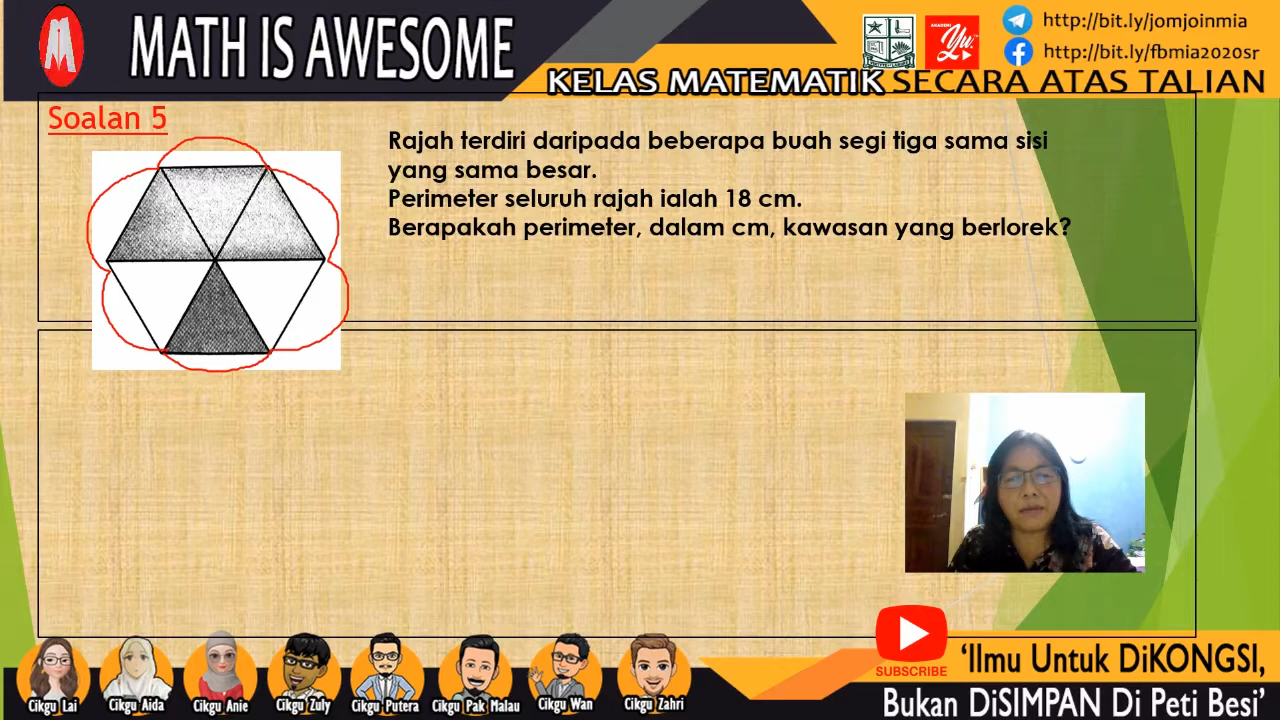 MATH IS AWESOME
http://bit.ly/jomjoinmia
http://bit.ly/fbmia2020sr
KELAS MATEMATIK SECARA ATAS TALIAN
Soalan 5
Rajah terdiri daripada beberapa buah segi tiga sama sisi
yang sama besar.
Perimeter seluruh rajah ialah 18 cm.
Berapakah perimeter, dalam cm, kawasan yang berlorek?
SUBSCRIBE
'Ilmu Untuk DiKONGSI,
Bukan DiSIMPAN Di Peti Besi'
Cikgu Lai
Cikgu Aida
Cikgu Anie
Cikgu Zuly
Cikgu Putera
Cikgu Pak Malau
Cikgu Wan
Cikgu Zahri